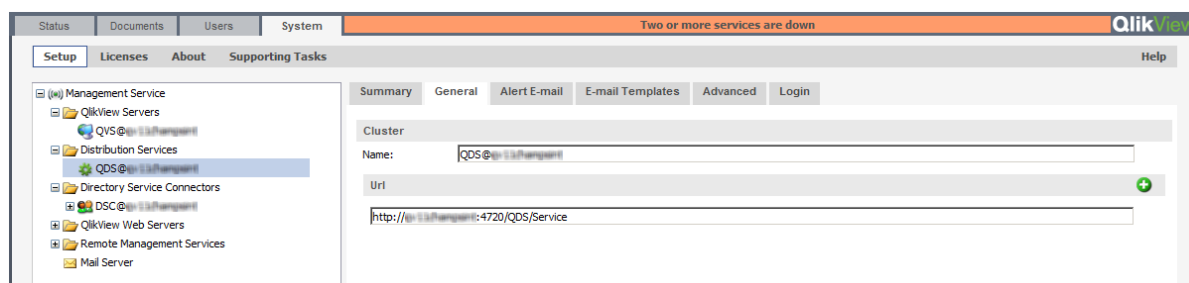 Status Documents Users System Two or more services are down QlikView
Setup Licenses About Supporting Tasks Help
Management Service
QlikView Servers
QVS@
Distribution Services
QDS@
Directory Service Connectors
DSC@
QlikView Web Servers
Remote Management Services
Mail Server
Summary General Alert E-mail E-mail Templates Advanced Login
Cluster
Name: QDS@
Url
http:// :4720/QDS/Service